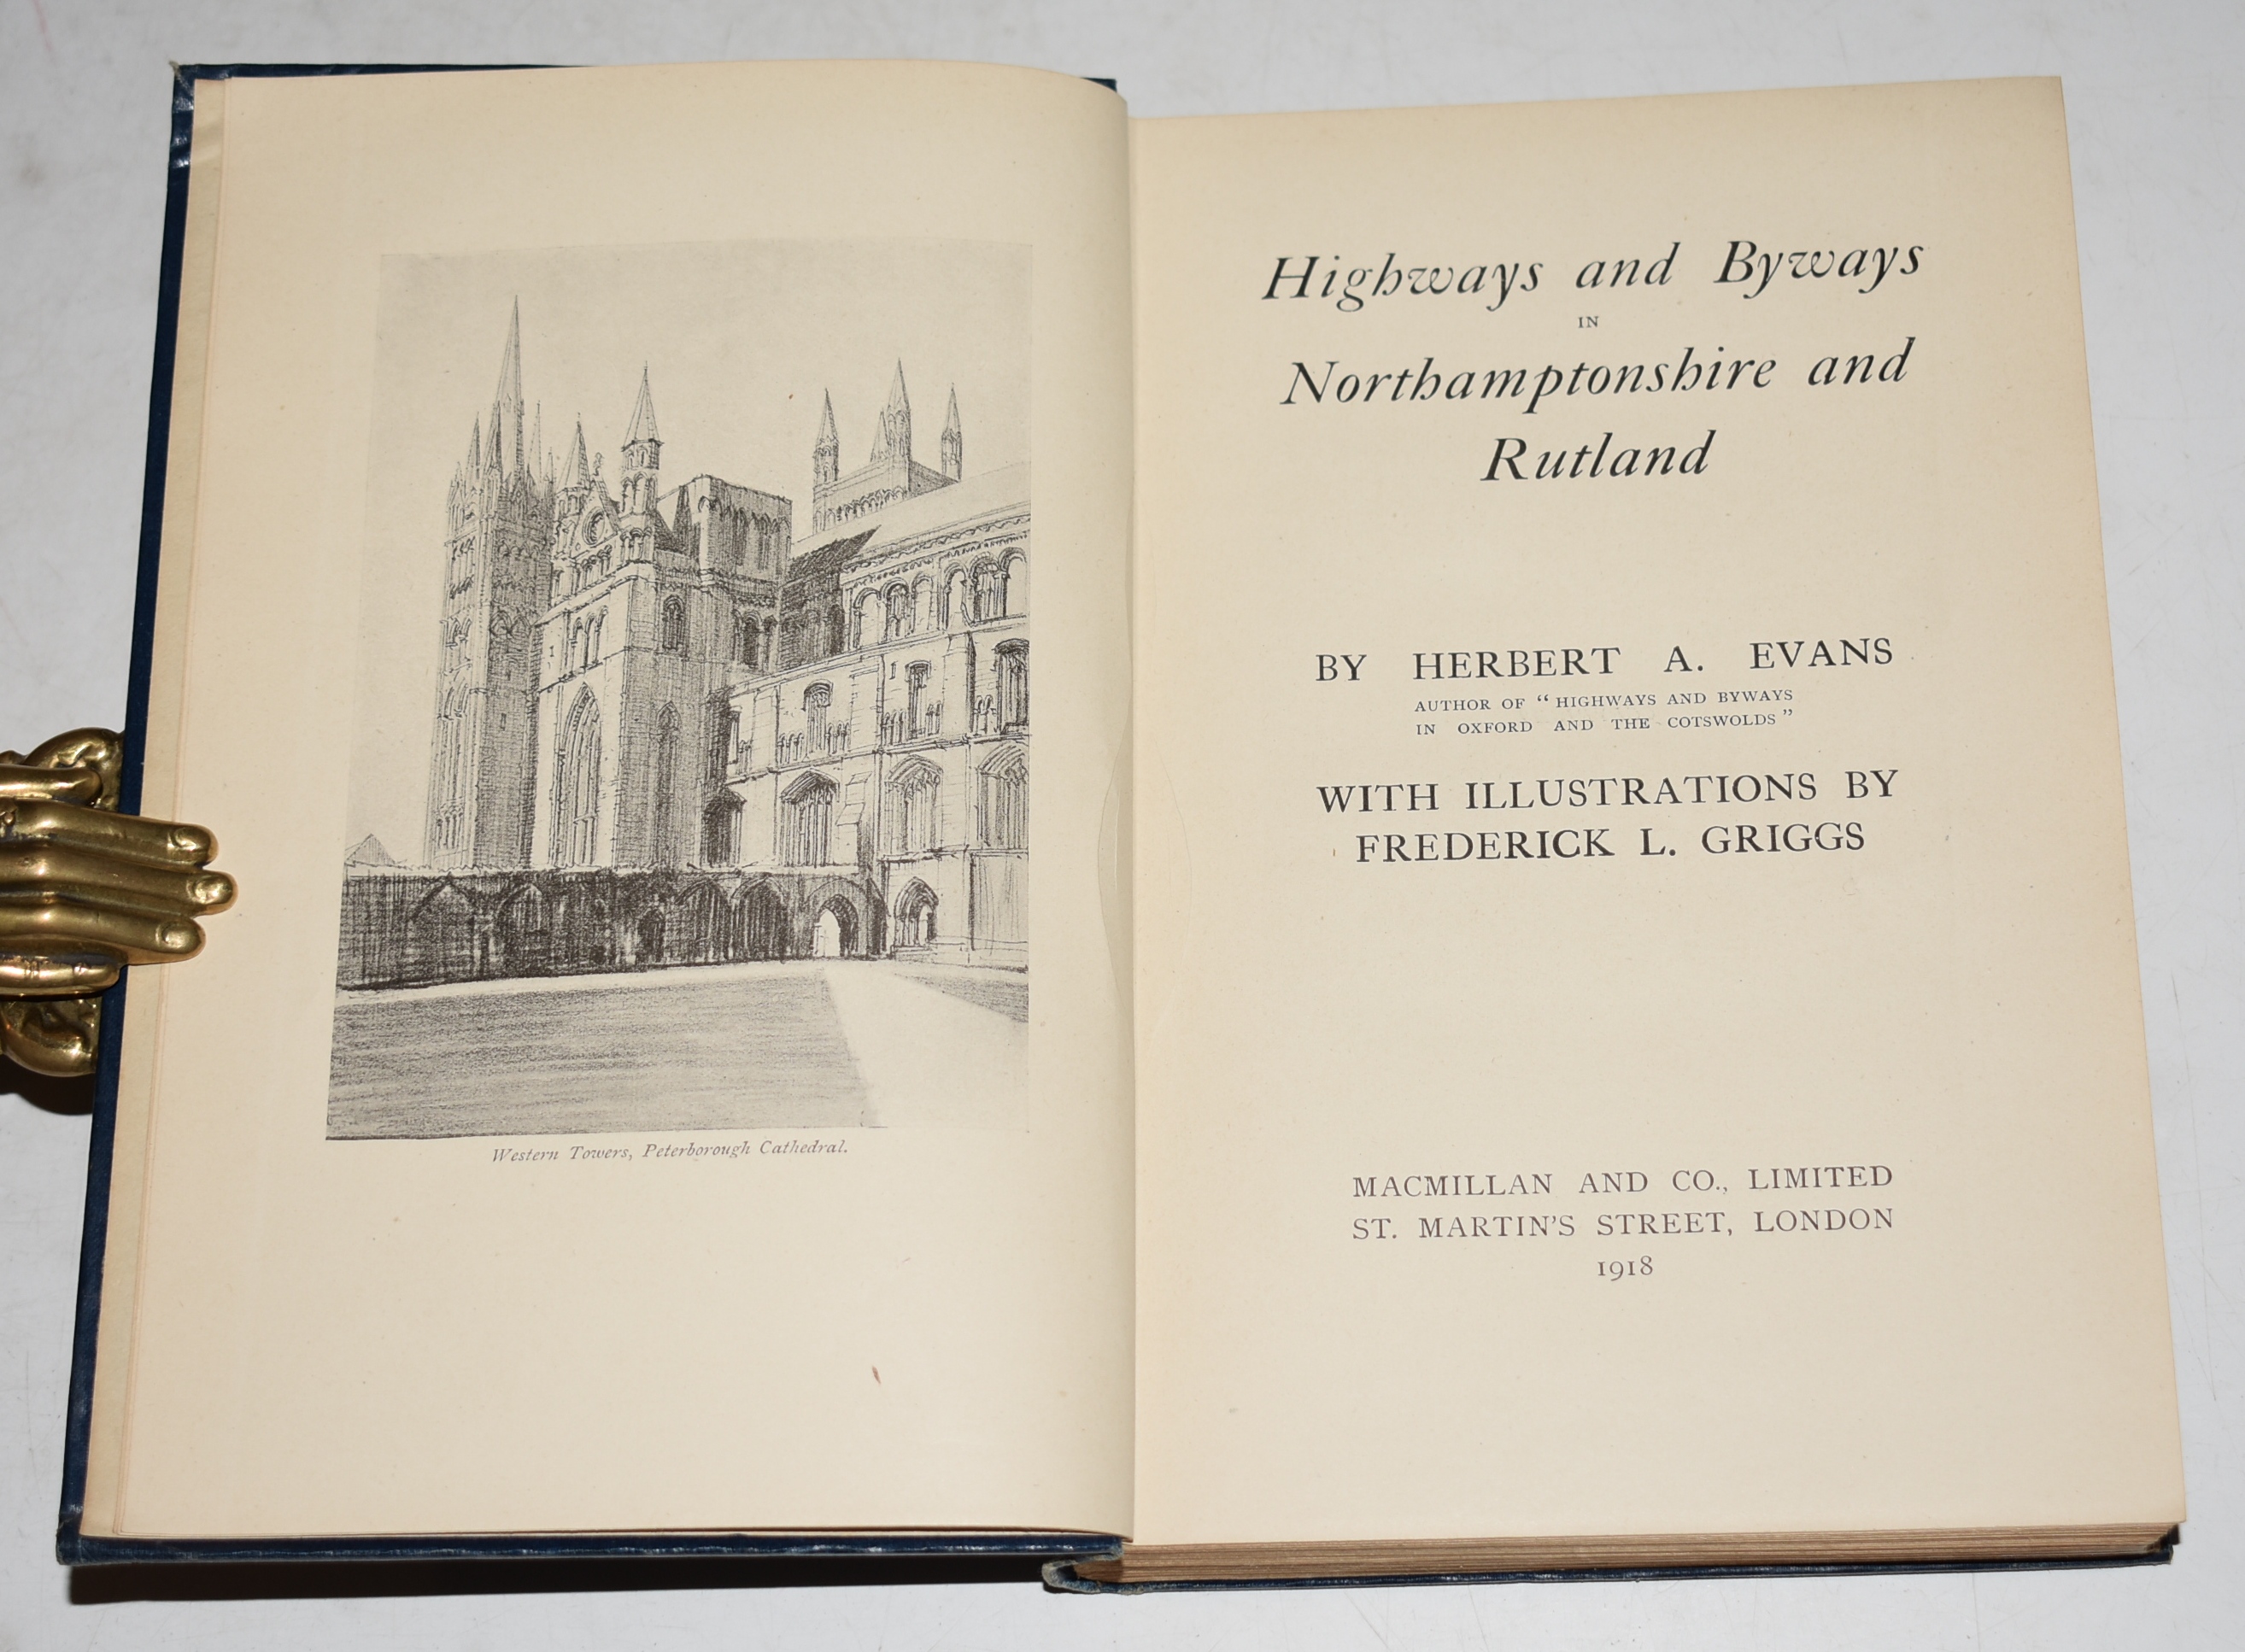 Western Towers, Peterborough Cathedral.
Highways and Byways
IN
Northamptonshire and
Rutland
BY HERBERT A. EVANS
AUTHOR OF "HIGHWAYS AND BYWAYS
IN OXFORD AND THE COTSWOLDS"
WITH ILLUSTRATIONS BY
FREDERICK L. GRIGGS
MACMILLAN AND CO., LIMITED
ST. MARTIN'S STREET, LONDON
1918